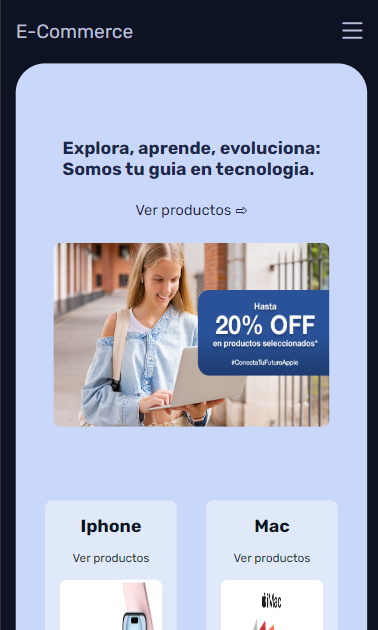 E-Commerce
Explora, aprende, evoluciona:
Somos tu guia en tecnologia.
Ver productos ⇨
Hasta
20% OFF
en productos seleccionados*
#ConectaTuFuturoApple
Iphone
Mac
Ver productos
Ver productos
iMac